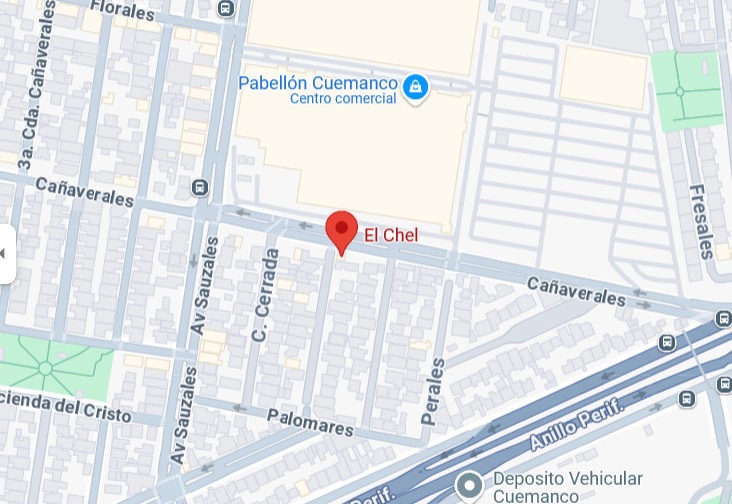 Florales
3a. Cda. Cañaverales
Pabellón Cuemanco
Centro comercial
Cañaverales
Fresales
El Chel
Av Sauzales
C. Cerrada
Cañaverales
Perales
cienda del Cristo
Palomares
Av Sauzales
Anillo Perif.
Perif.
Deposito Vehicular
Cuemanco